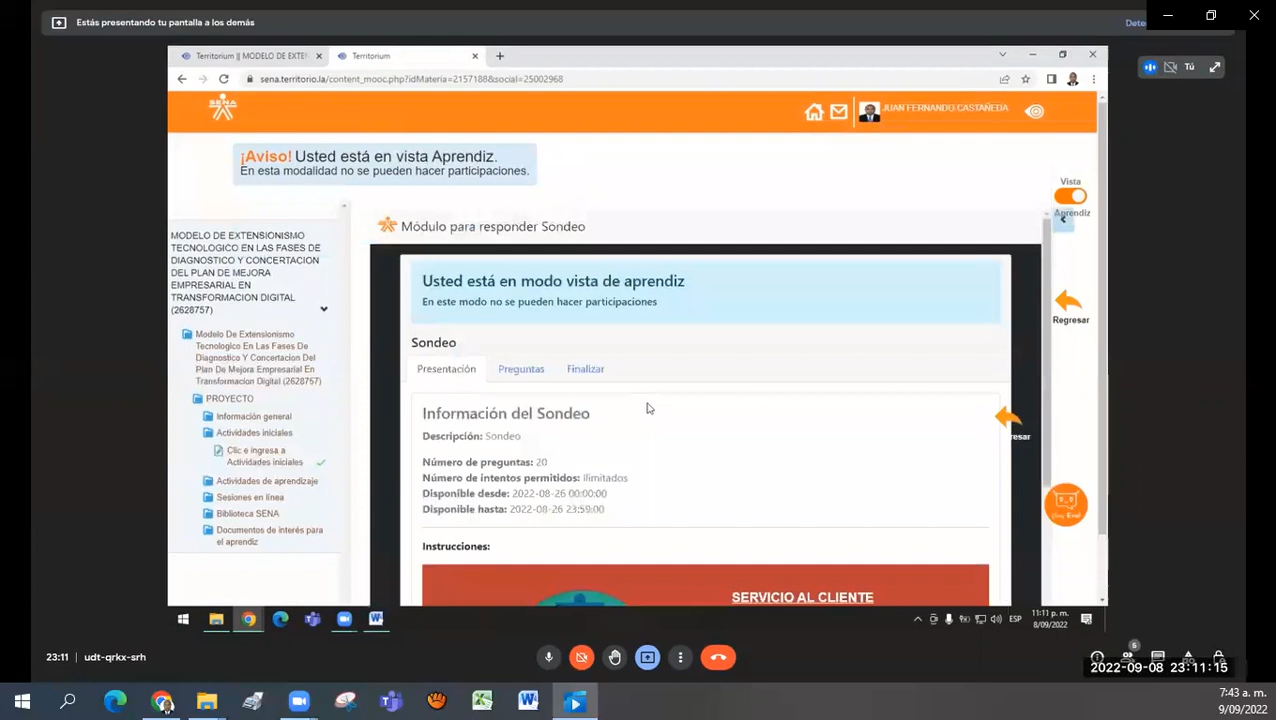 Estás presentando tu pantalla a los demás
Dete
Territorium || MODELO DE EXTEN
Territorium
sena.territorio.la/content_mooc.php?idMateria=2157188&social=25002968
Tú
SENA
JUAN FERNANDO CASTAÑEDA
¡Aviso! Usted está en vista Aprendiz.
En esta modalidad no se pueden hacer participaciones.
Vista
Aprendiz
Módulo para responder Sondeo
MODELO DE EXTENSIONISMO
TECNOLOGICO EN LAS FASES DE
DIAGNOSTICO Y CONCERTACION
DEL PLAN DE MEJORA
EMPRESARIAL EN
TRANSFORMACION DIGITAL
(2628757)
Modelo De Extensionismo
Tecnologico En Las Fases De
Diagnostico Y Concertacion Del
Plan De Mejora Empresarial En
Transformacion Digital (2628757)
PROYECTO
Información general
Actividades iniciales
Clic e ingresa a
Actividades iniciales
Actividades de aprendizaje
Sesiones en línea
Biblioteca SENA
Documentos de interés para
el aprendiz
Usted está en modo vista de aprendiz
En este modo no se pueden hacer participaciones
Sondeo
Presentación
Preguntas
Finalizar
Información del Sondeo
Descripción: Sondeo
Número de preguntas: 20
Número de intentos permitidos: Ilimitados
Disponible desde: 2022-08-26 00:00:00
Disponible hasta: 2022-08-26 23:59:00
Instrucciones:
SERVICIO AL CLIENTE
Regresar
esar
ESP
11:11 p. m.
8/09/2022
23:11
udt-qrkx-srh
2022-09-08 23:11:15
7:43 a. m.
9/09/2022